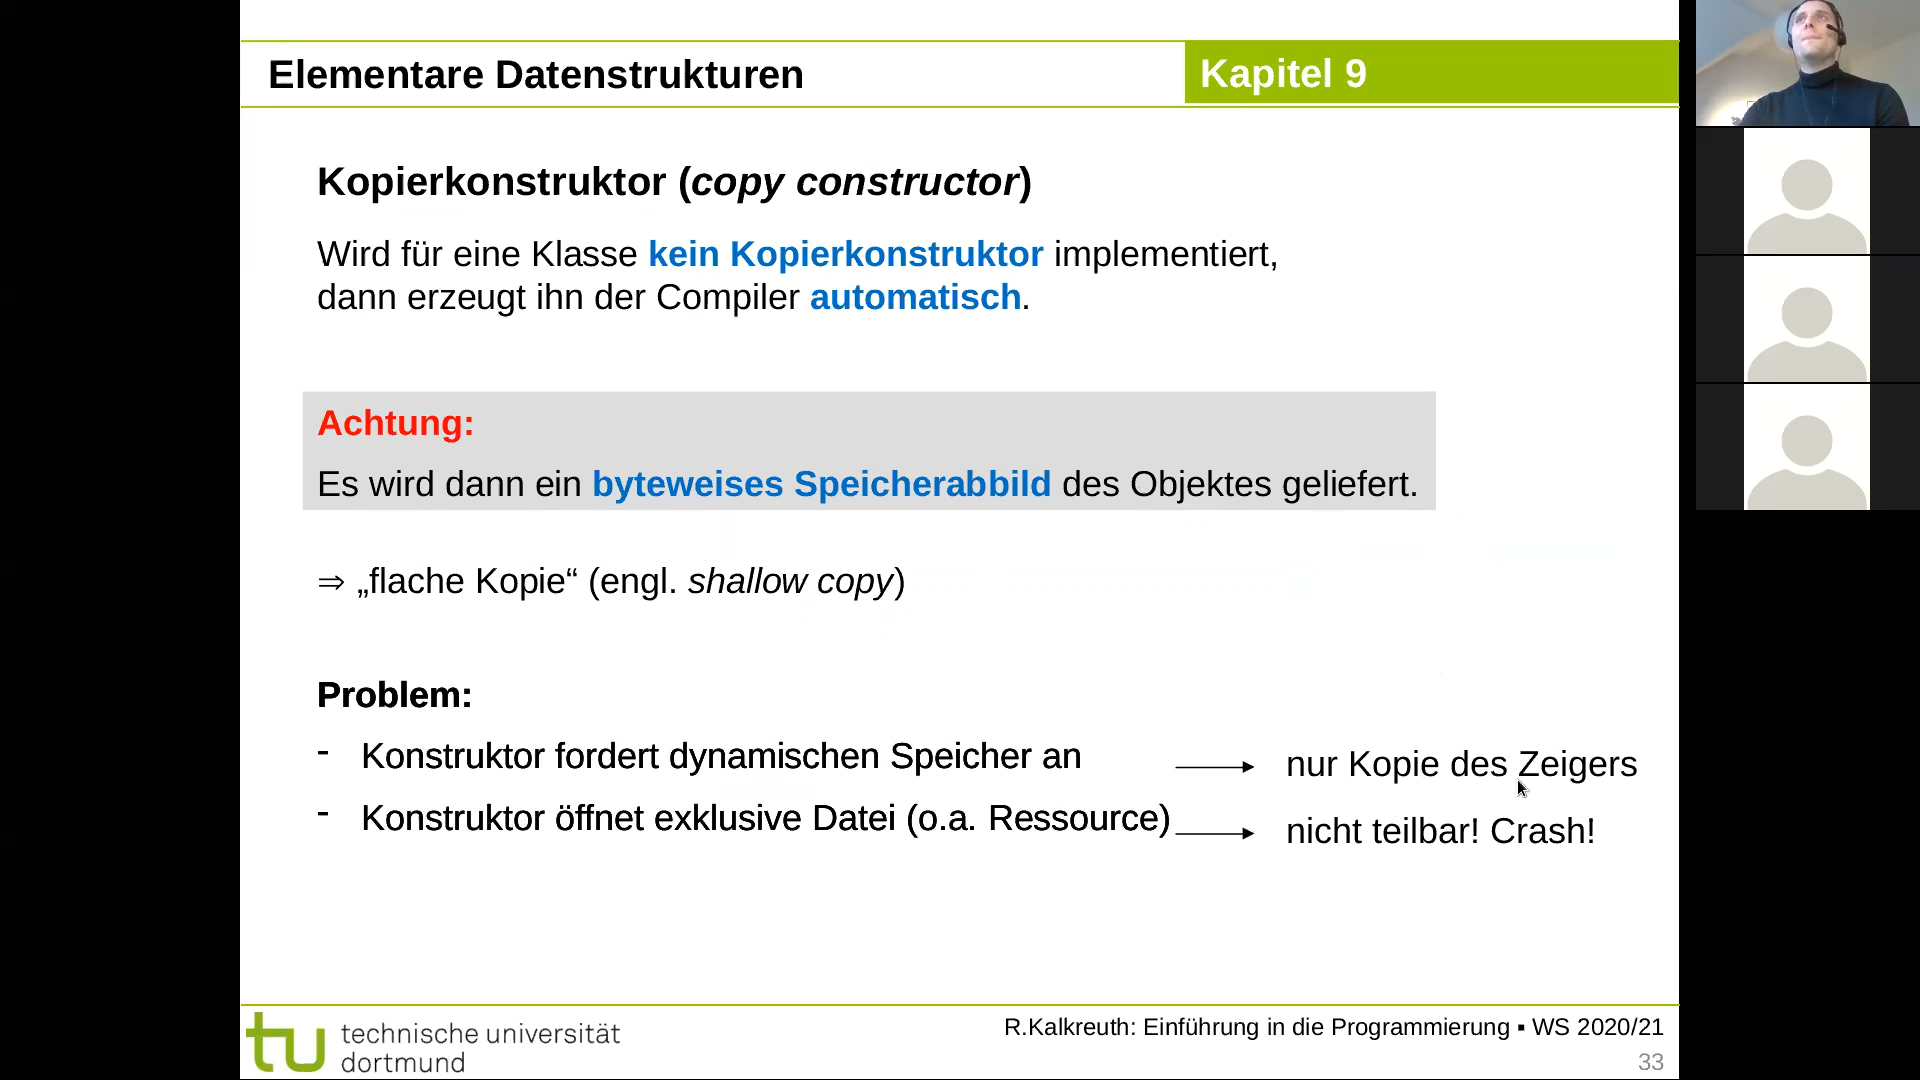 Elementare Datenstrukturen
Kapitel 9
Kopierkonstruktor (copy constructor)
Wird für eine Klasse kein Kopierkonstruktor implementiert,
dann erzeugt ihn der Compiler automatisch.
Achtung:
Es wird dann ein byteweises Speicherabbild des Objektes geliefert.
⇒ „flache Kopie“ (engl. shallow copy)
Problem:
- Konstruktor fordert dynamischen Speicher an → nur Kopie des Zeigers
- Konstruktor öffnet exklusive Datei (o.a. Ressource) → nicht teilbar! Crash!
tu technische universität
dortmund
R.Kalkreuth: Einführung in die Programmierung ▪ WS 2020/21
33